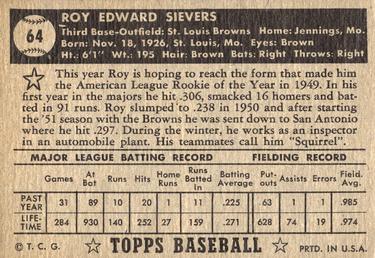 64
ROY EDWARD SIEVERS
Third Base-Outfield: St. Louis Browns Home: Jennings, Mo.
Born: Nov. 18, 1926, St. Louis, Mo. Eyes: Brown
Ht.: 6'1" Wt.: 195 Hair: Brown Bats: Right Throws: Right
This year Roy is hoping to reach the form that made him
the American League Rookie of the Year in 1949. In his
first year in the majors he hit .306, smacked 16 homers and bat-
ted in 91 runs. Roy slumped to .238 in 1950 and after starting
the '51 season with the Browns he was sent down to San Antonio
where he hit .297. During the winter, he works as an inspector
in an automobile plant. His teammates call him "Squirrel".
MAJOR LEAGUE BATTING RECORD FIELDING RECORD
Games At Bat Runs Hits Home Runs Runs Batted In Batting Average Put-outs Assists Errors Field. Avg.
PAST YEAR 31 89 10 20 1 11 .225 63 1 1 .985
LIFE-TIME 284 930 142 253 27 159 .271 628 74 19 .974
© T. C. G. TOPPS BASEBALL PRTD. IN U.S.A.